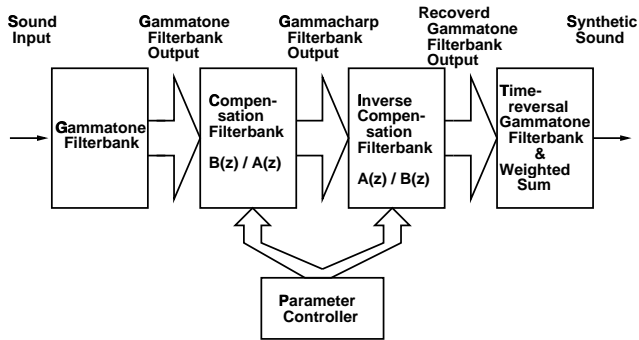 Sound
Input
Gammatone
Filterbank
Output
Gammacharp
Filterbank
Output
Recoverd
Gammatone
Filterbank
Output
Synthetic
Sound
Gammatone
Filterbank
Compen-
sation
Filterbank
B(z) / A(z)
Inverse
Compen-
sation
Filterbank
A(z) / B(z)
Time-
reversal
Gammatone
Filterbank
&
Weighted
Sum
Parameter
Controller